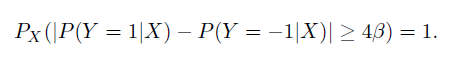 P_X(|P(Y = 1|X) − P(Y = −1|X)| ≥ 4β) = 1.